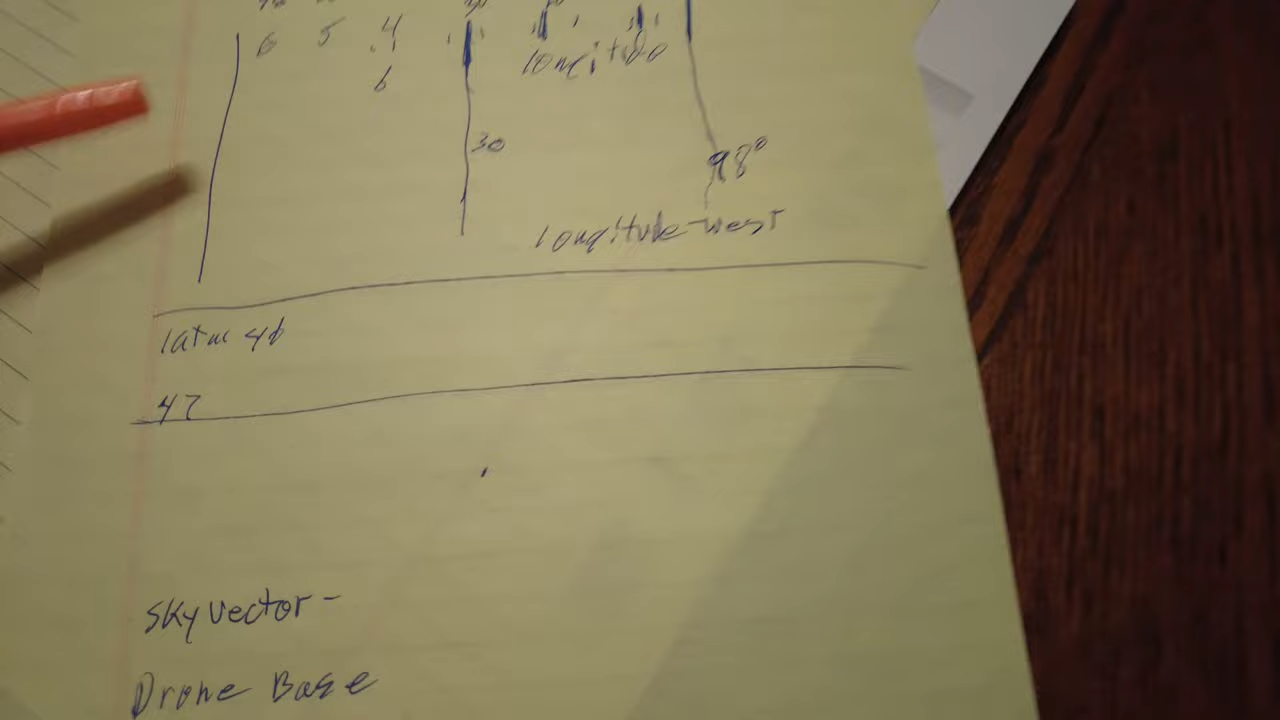 6 5 .4
6
longitude
30
98°
longitude-west
latm 46
47
Skyvector-
Drone Base